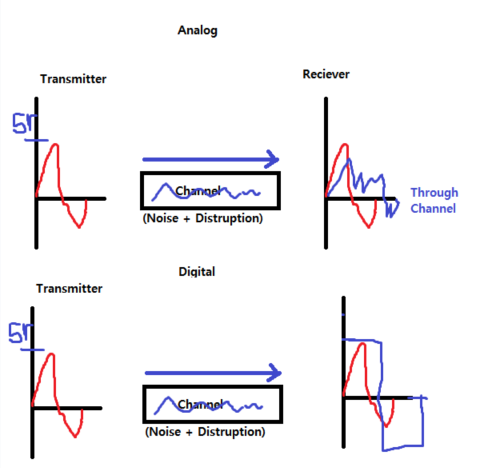 Analog
Transmitter
Reciever
5r
Channel
(Noise + Distruption)
Through
Channel
Digital
Transmitter
5r
Channel
(Noise + Distruption)